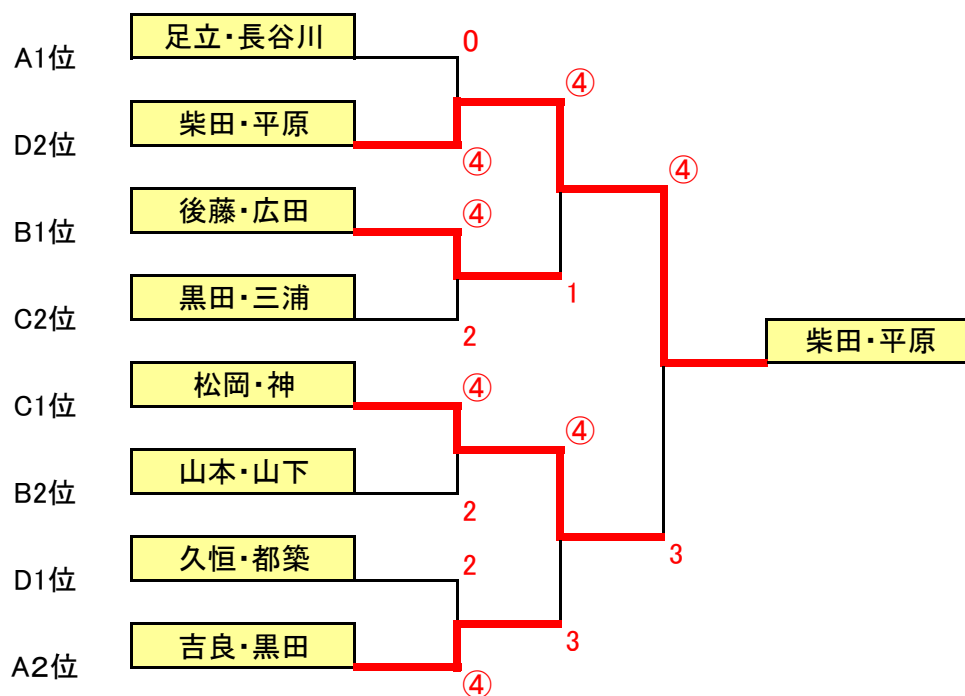 足立・長谷川
A1位
0
④
柴田・平原
D2位
④
④
後藤・広田
B1位
④
1
黒田・三浦
C2位
2
柴田・平原
松岡・神
C1位
④
④
山本・山下
B2位
2
3
久恒・都築
D1位
2
3
吉良・黒田
A２位
④